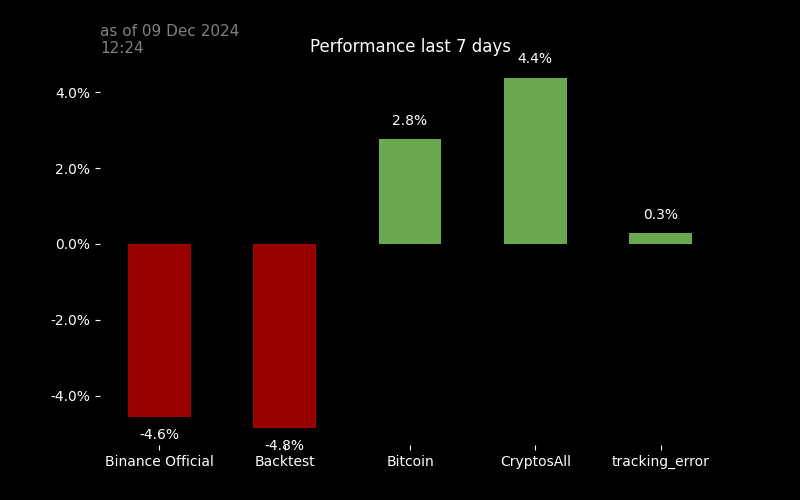 as of 09 Dec 2024
12:24
Performance last 7 days
4.4%
4.0%
2.8%
2.0%
0.3%
0.0%
-2.0%
-4.0%
-4.6%
-4.8%
Binance Official
Backtest
Bitcoin
CryptosAll
tracking_error